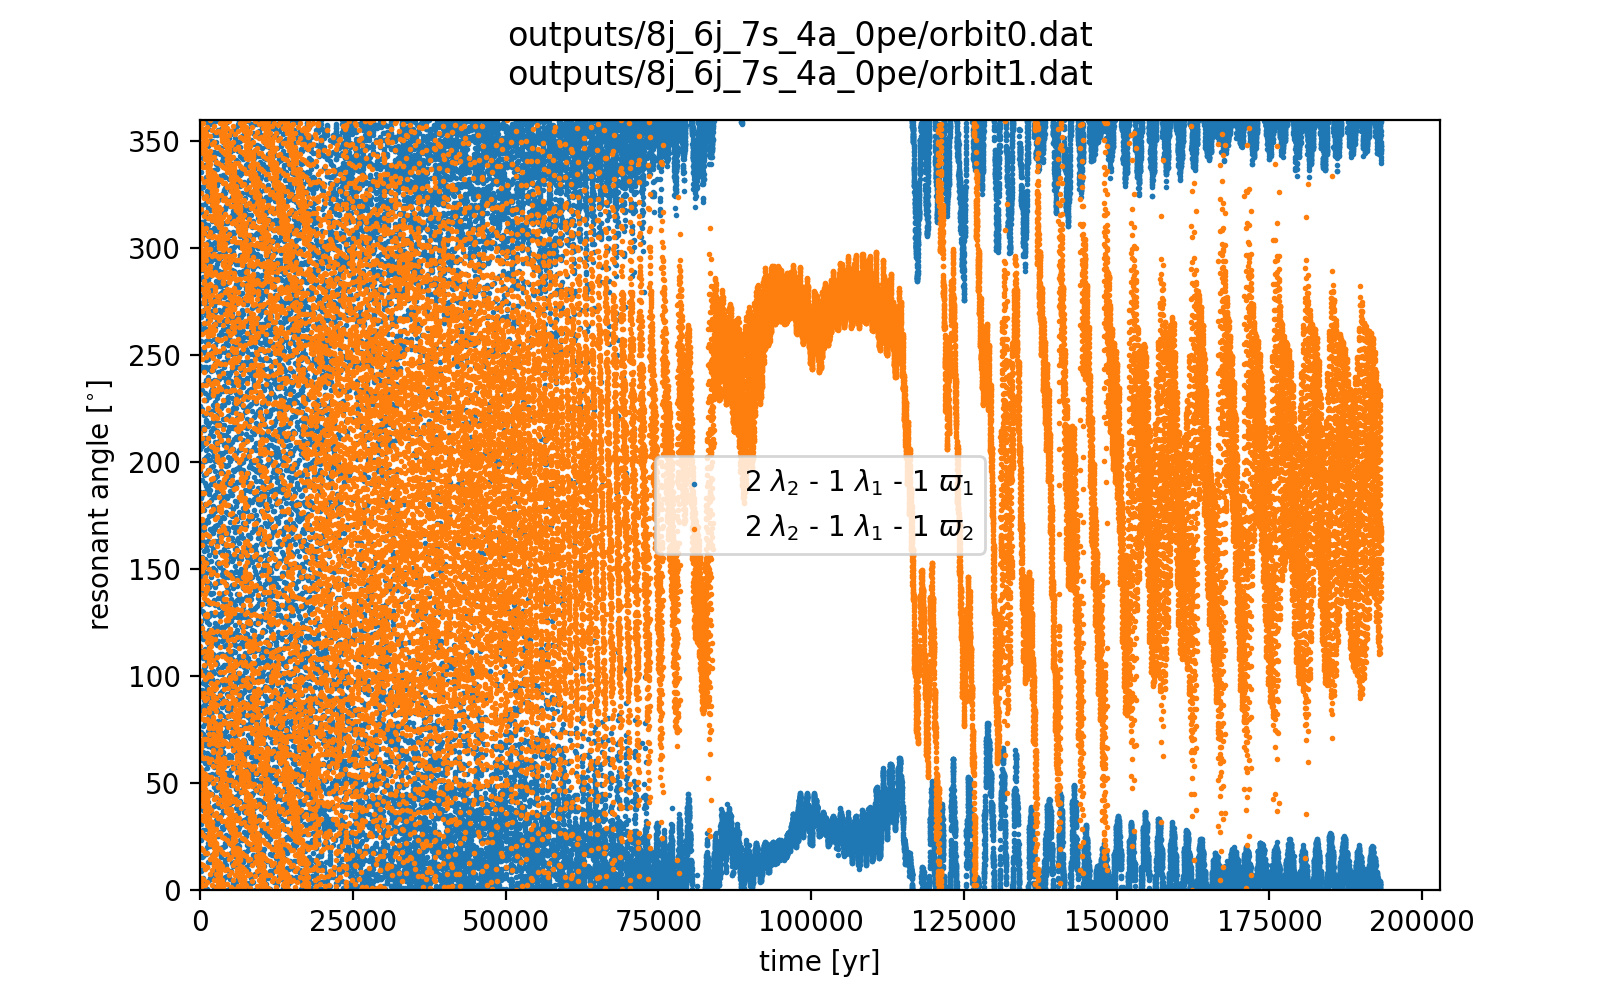 outputs/8j_6j_7s_4a_0pe/orbit0.dat
outputs/8j_6j_7s_4a_0pe/orbit1.dat
350
300
250
200
150
100
50
0
resonant angle [°]
2 λ₂ - 1 λ₁ - 1 ϖ₁
2 λ₂ - 1 λ₁ - 1 ϖ₂
0 25000 50000 75000 100000 125000 150000 175000 200000
time [yr]